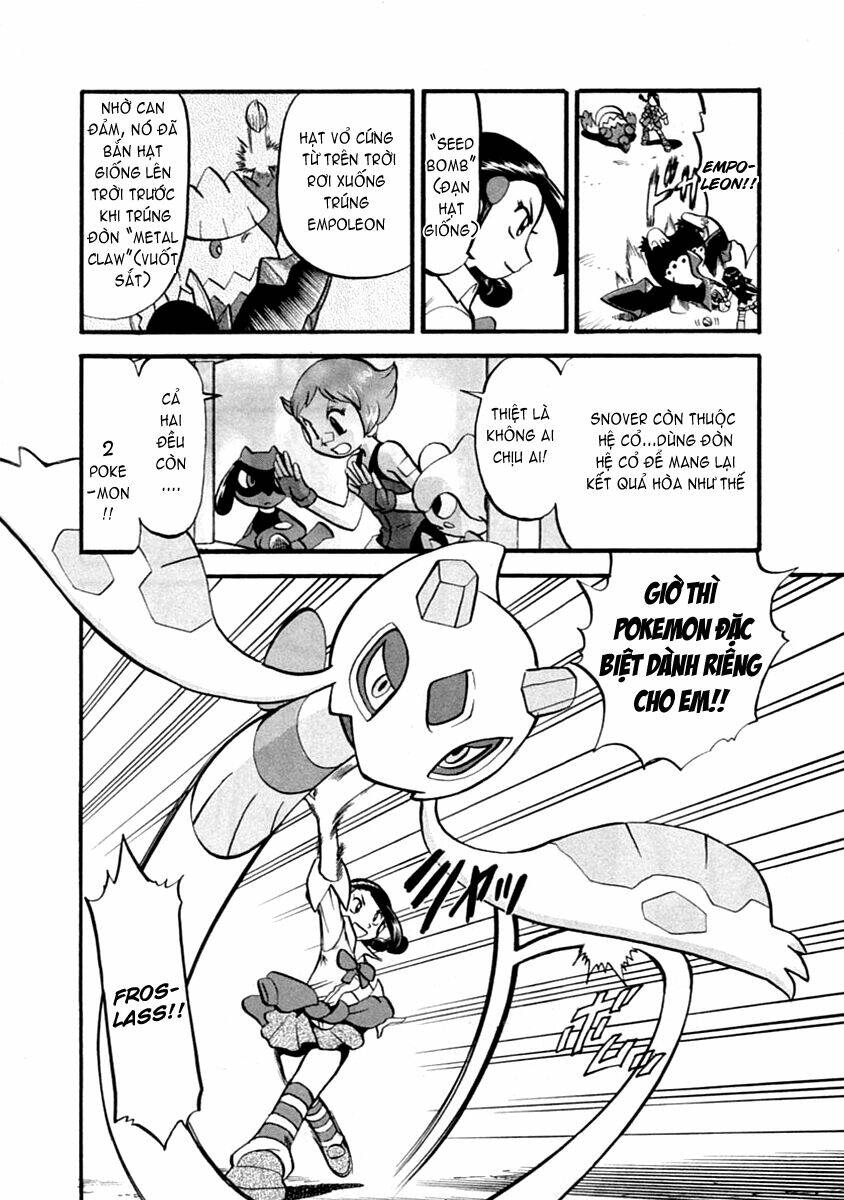 EMPO-
LEON!!
"SEED
BOMB"
(ĐẠN
HẠT
GIỐNG)
HẠT VỎ CỨNG
TỪ TRÊN TRỜI
RƠI XUỐNG
TRÚNG
EMPOLEON
NHỜ CAN
ĐẢM, NÓ ĐÃ
BẮN HẠT
GIỐNG LÊN
TRỜI TRƯỚC
KHI TRÚNG
ĐÒN "METAL
CLAW"(VUỐT
SẮT)
SNOVER CÒN THUỘC
HỆ CỎ...DÙNG ĐÒN
HỆ CỎ ĐỂ MANG LẠI
KẾT QUẢ HÒA NHƯ THẾ
THIỆT LÀ
KHÔNG AI
CHỊU AI!
CẢ
HAI
ĐỀU
CÒN
....
2
POKE
-MON
!!
GIỜ THÌ
POKEMON ĐẶC
BIỆT DÀNH RIÊNG
CHO EM!!
FROS-
LASS!!